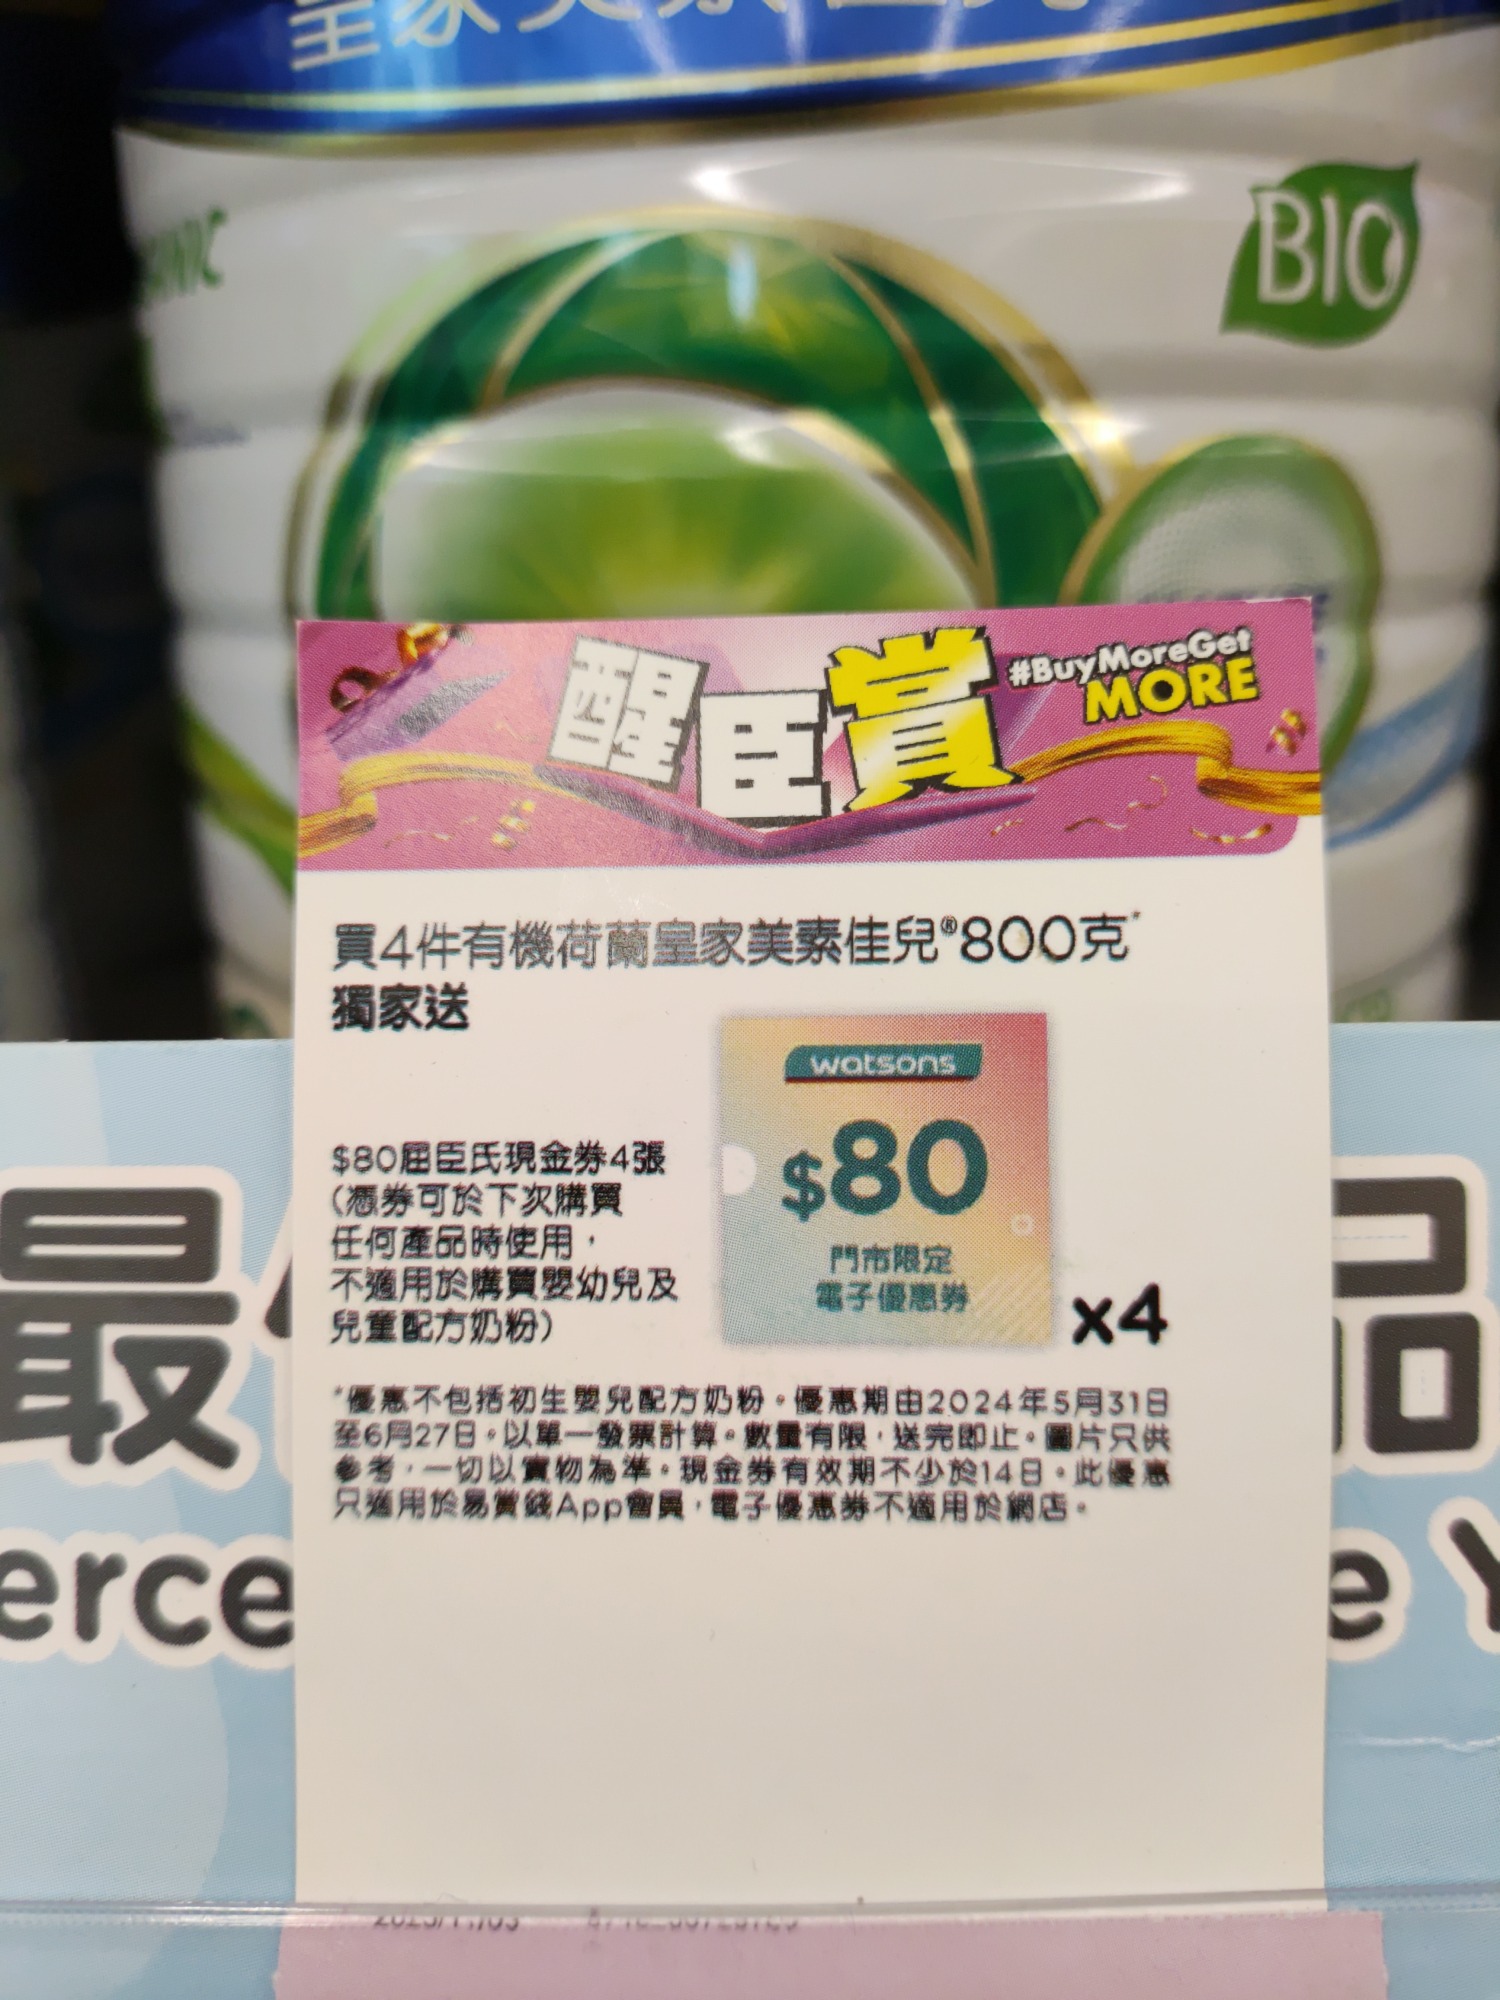 皇家美素佳兒
BIO
醒臣賞
#BuyMoreGet
MORE
買4件有機荷蘭皇家美素佳兒®800克*
獨家送
watsons
$80
門市限定
電子優惠券
x4
$80屈臣氏現金券4張
(憑券可於下次購買
任何產品時使用，
不適用於購買嬰幼兒及
兒童配方奶粉)
*優惠不包括初生嬰兒配方奶粉。優惠期由2024年5月31日
至6月27日。以單一發票計算。數量有限，送完即止。圖片只供
參考，一切以實物為準。現金券有效期不少於14日。此優惠
只適用於易賞錢App會員，電子優惠券不適用於網店。
最
品
erce
e Y